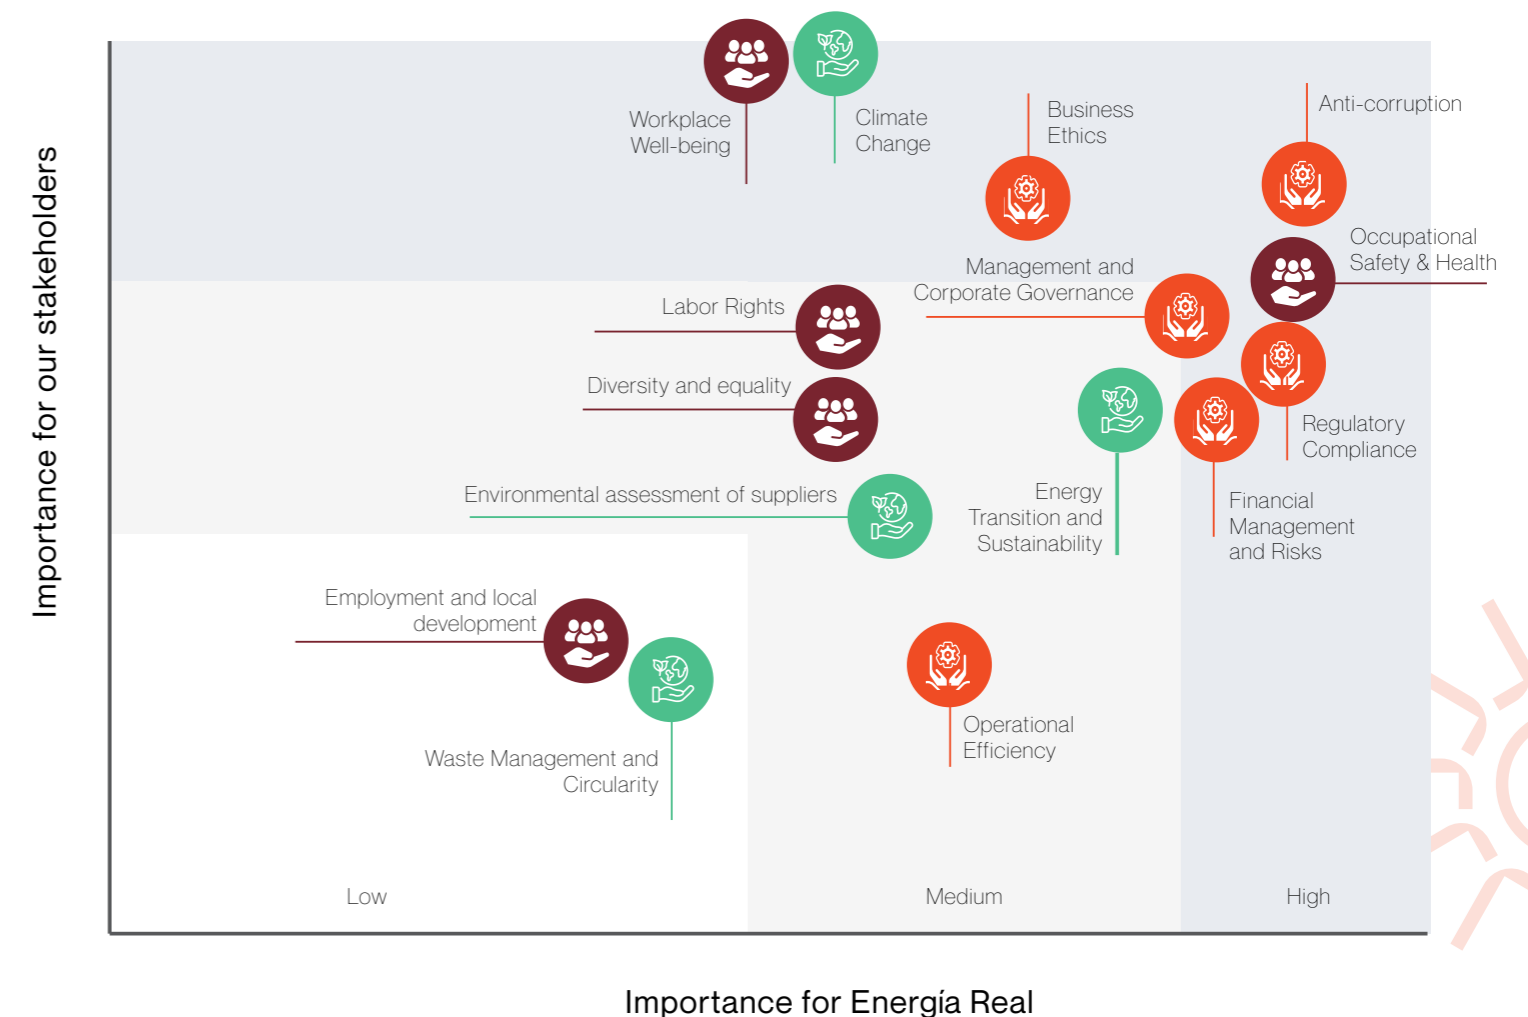 Importance for our stakeholders
Workplace
Well-being
Climate
Change
Business
Ethics
Anti-corruption
Occupational
Safety & Health
Management and
Corporate Governance
Labor Rights
Diversity and equality
Regulatory
Compliance
Environmental assessment of suppliers
Energy
Transition and
Sustainability
Financial
Management
and Risks
Employment and local
development
Operational
Efficiency
Waste Management and
Circularity
Low
Medium
High
Importance for Energía Real